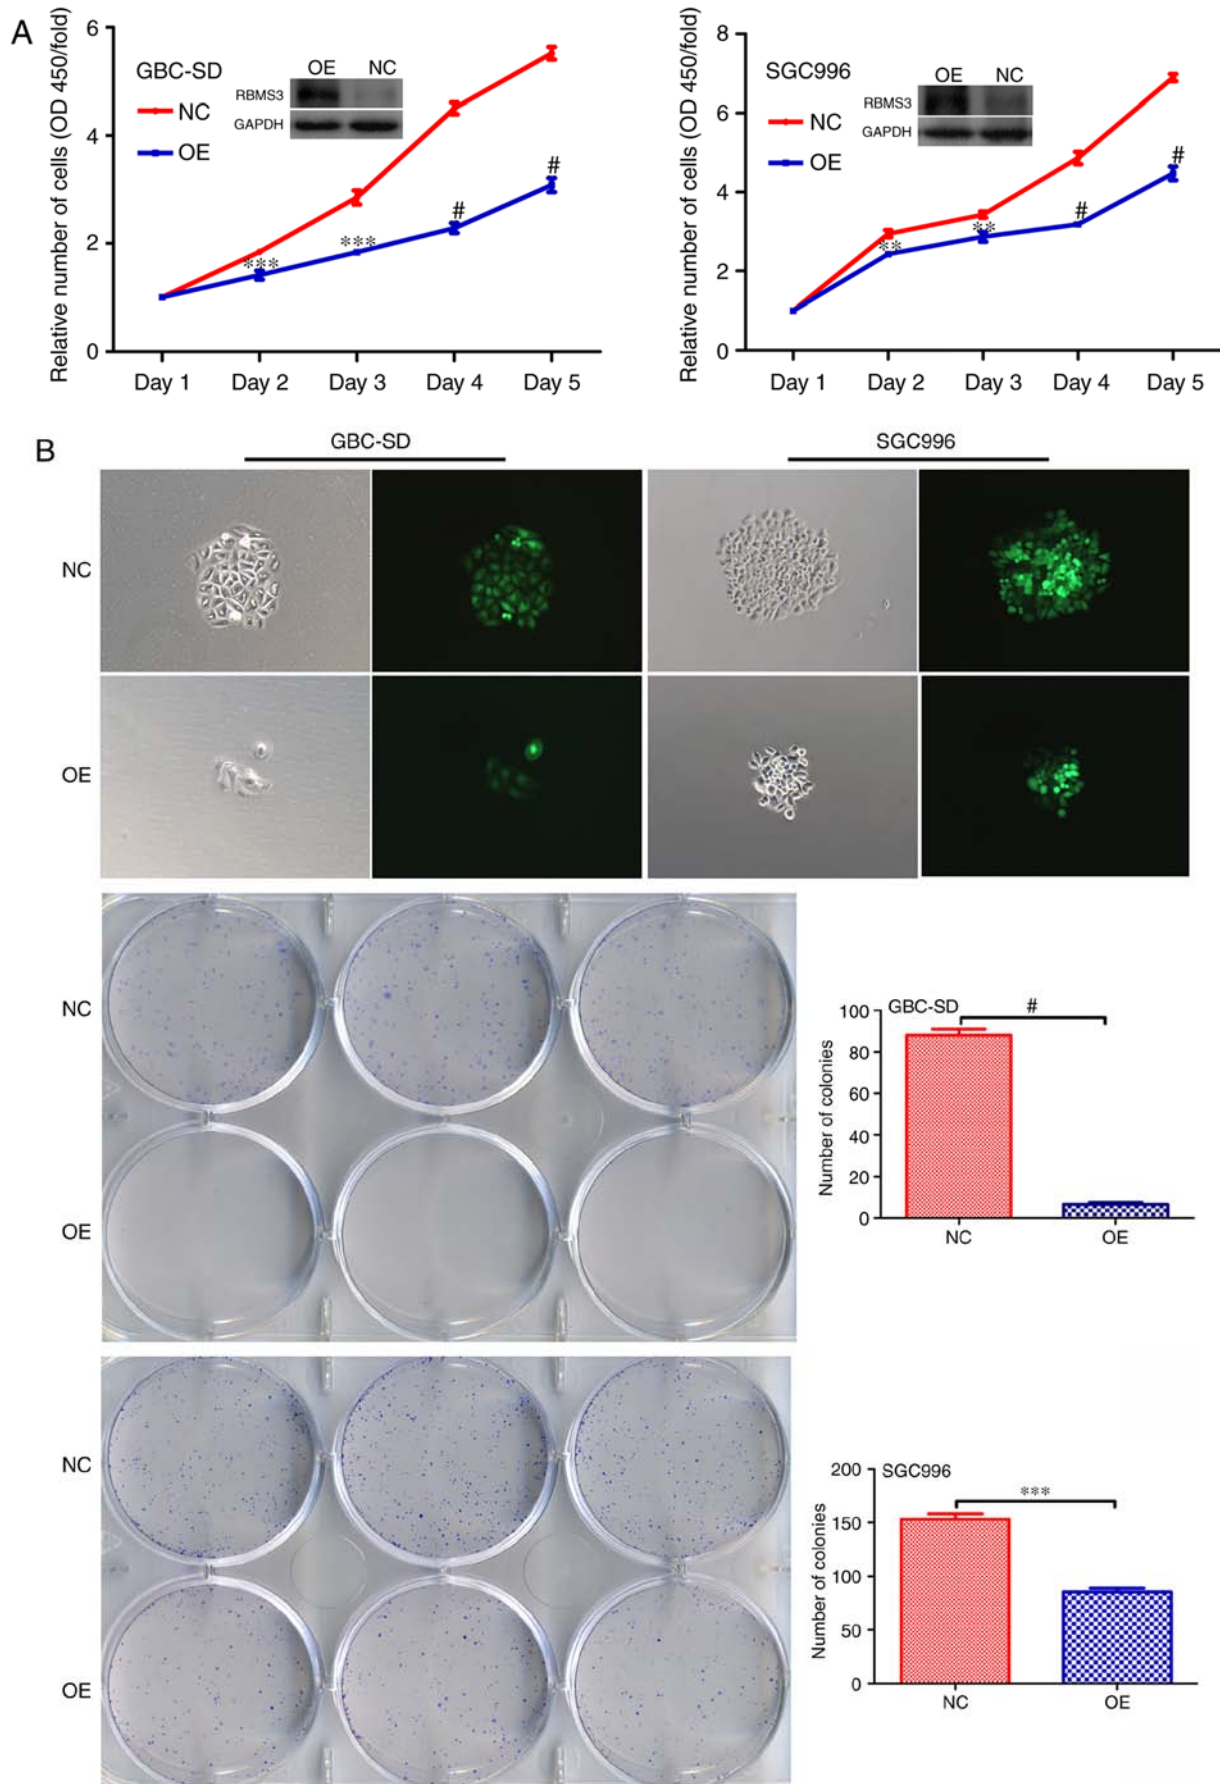 A
Relative number of cells (OD 450/fold)
6
4
2
0
GBC-SD
NC
OE
OE NC
RBMS3
GAPDH
***
***
#
#
Day 1 Day 2 Day 3 Day 4 Day 5
Relative number of cells (OD 450/fold)
8
6
4
2
0
SGC996
NC
OE
OE NC
RBMS3
GAPDH
**
**
#
#
Day 1 Day 2 Day 3 Day 4 Day 5
B
GBC-SD SGC996
NC
OE
NC
OE
GBC-SD
#
Number of colonies
100
80
60
40
20
0
NC OE
NC
OE
SGC996
***
Number of colonies
200
150
100
50
0
NC OE